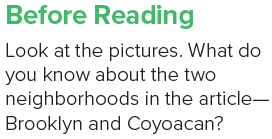 Before Reading
Look at the pictures. What do
you know about the two
neighborhoods in the article—
Brooklyn and Coyoacan?